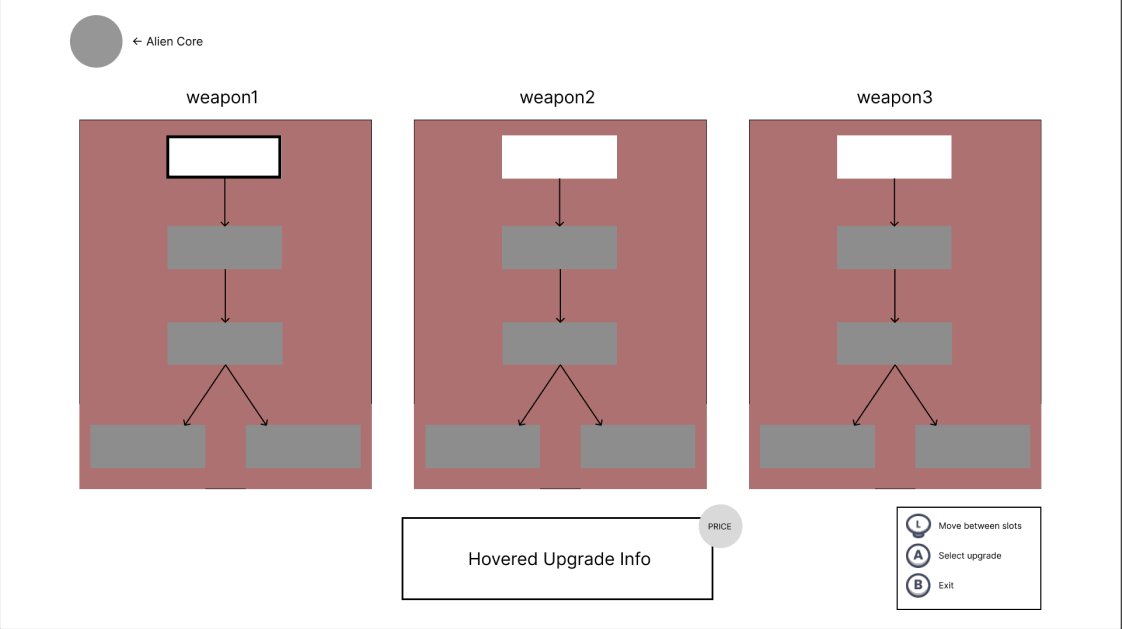 ← Alien Core
weapon1
weapon2
weapon3
PRICE
Hovered Upgrade Info
L Move between slots
A Select upgrade
B Exit